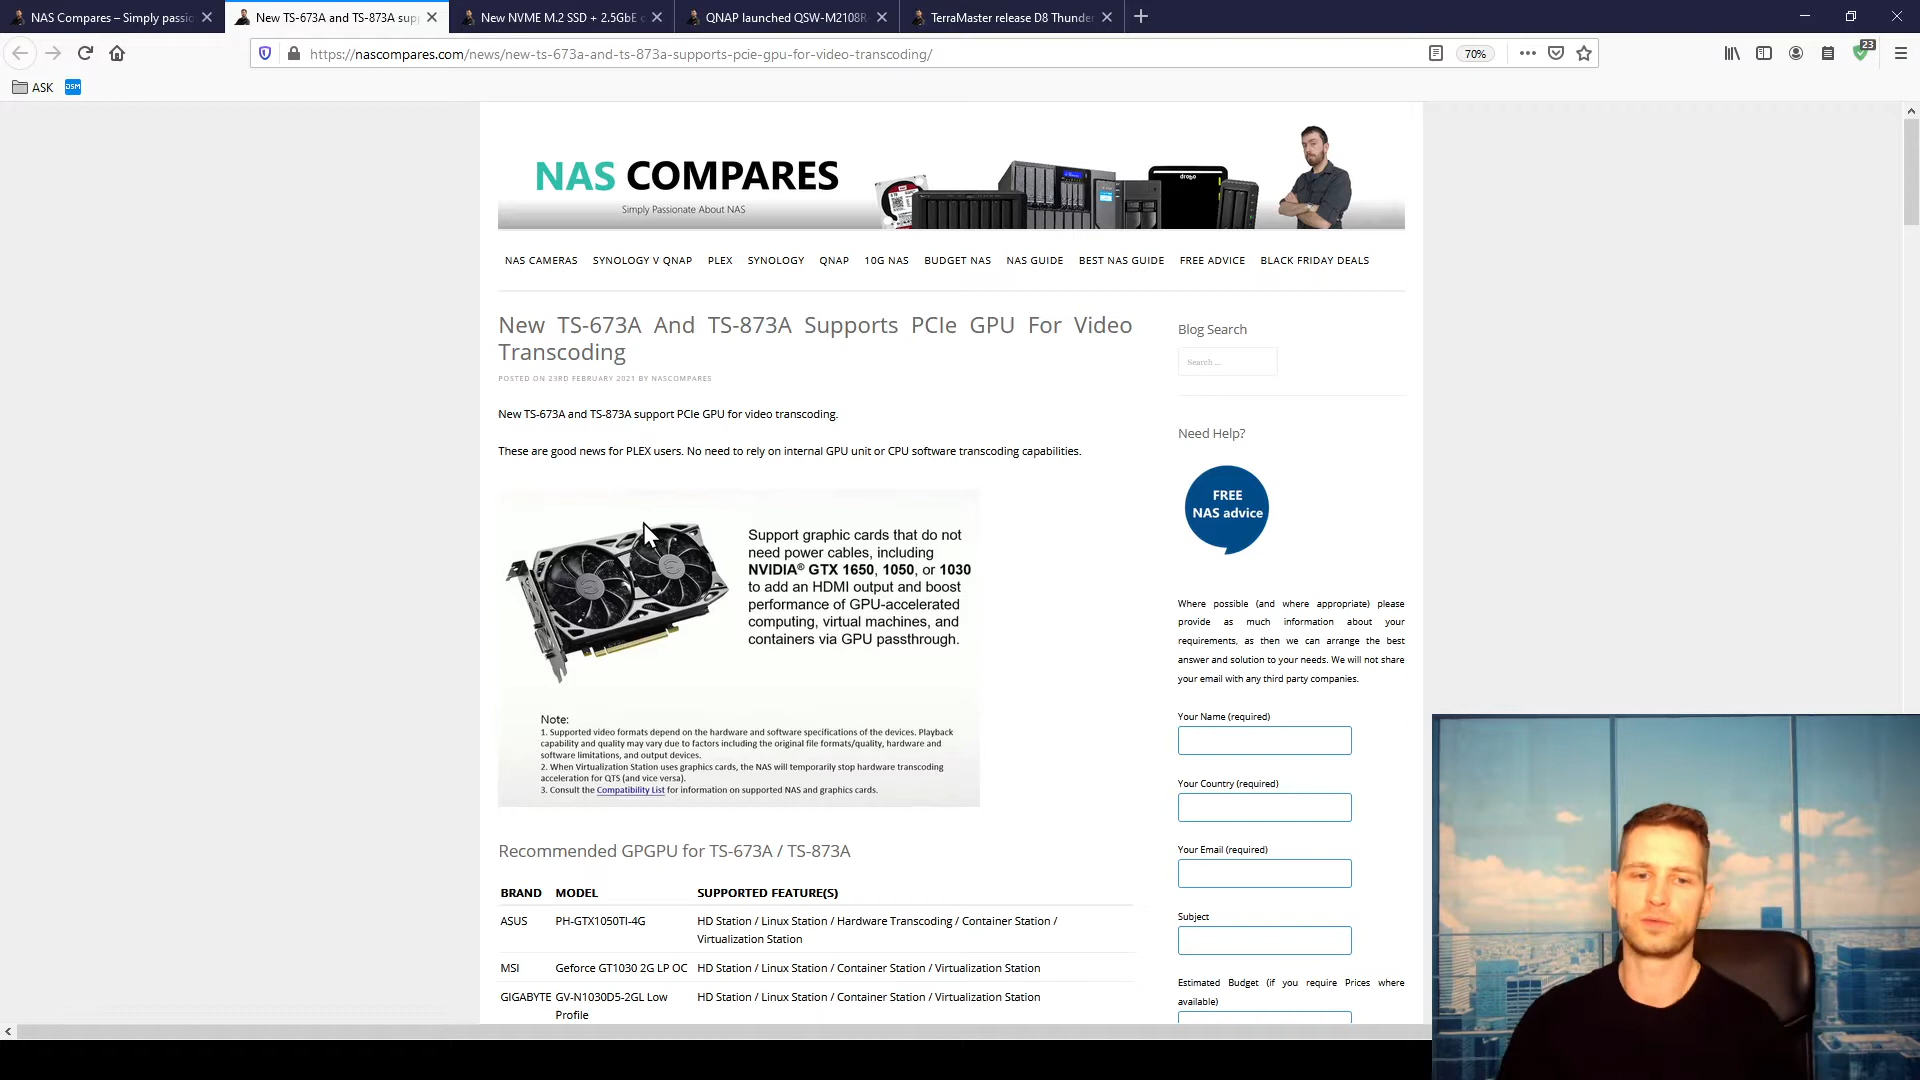 NAS Compares – Simply passic
New TS-673A and TS-873A sup
New NVME M.2 SSD + 2.5GbE
QNAP launched QSW-M2108R
TerraMaster release D8 Thunde
https://nascompares.com/news/new-ts-673a-and-ts-873a-supports-pcie-gpu-for-video-transcoding/
70%
23
ASK
DSM
NAS COMPARES
Simply Passionate About NAS
drobo
NAS CAMERAS SYNOLOGY V QNAP PLEX SYNOLOGY QNAP 10G NAS BUDGET NAS NAS GUIDE BEST NAS GUIDE FREE ADVICE BLACK FRIDAY DEALS
New TS-673A And TS-873A Supports PCIe GPU For Video
Transcoding
POSTED ON 23RD FEBRUARY 2021 BY NASCOMPARES
New TS-673A and TS-873A support PCIe GPU for video transcoding.
These are good news for PLEX users. No need to rely on internal GPU unit or CPU software transcoding capabilities.
Support graphic cards that do not
need power cables, including
NVIDIA® GTX 1650, 1050, or 1030
to add an HDMI output and boost
performance of GPU-accelerated
computing, virtual machines, and
containers via GPU passthrough.
Note:
1. Supported video formats depend on the hardware and software specifications of the devices. Playback
capability and quality may vary due to factors including the original file formats/quality, hardware and
software limitations, and output devices.
2. When Virtualization Station uses graphics cards, the NAS will temporarily stop hardware transcoding
acceleration for QTS (and vice versa).
3. Consult the Compatibility List for information on supported NAS and graphics cards.
Recommended GPGPU for TS-673A / TS-873A
BRAND MODEL SUPPORTED FEATURE(S)
ASUS PH-GTX1050TI-4G HD Station / Linux Station / Hardware Transcoding / Container Station /
Virtualization Station
MSI Geforce GT1030 2G LP OC HD Station / Linux Station / Container Station / Virtualization Station
GIGABYTE GV-N1030D5-2GL Low HD Station / Linux Station / Container Station / Virtualization Station
Profile
Blog Search
Search …
Need Help?
FREE
NAS advice
Where possible (and where appropriate) please
provide as much information about your
requirements, as then we can arrange the best
answer and solution to your needs. We will not share
your email with any third party companies.
Your Name (required)
Your Country (required)
Your Email (required)
Subject
Estimated Budget (if you require Prices where
available)